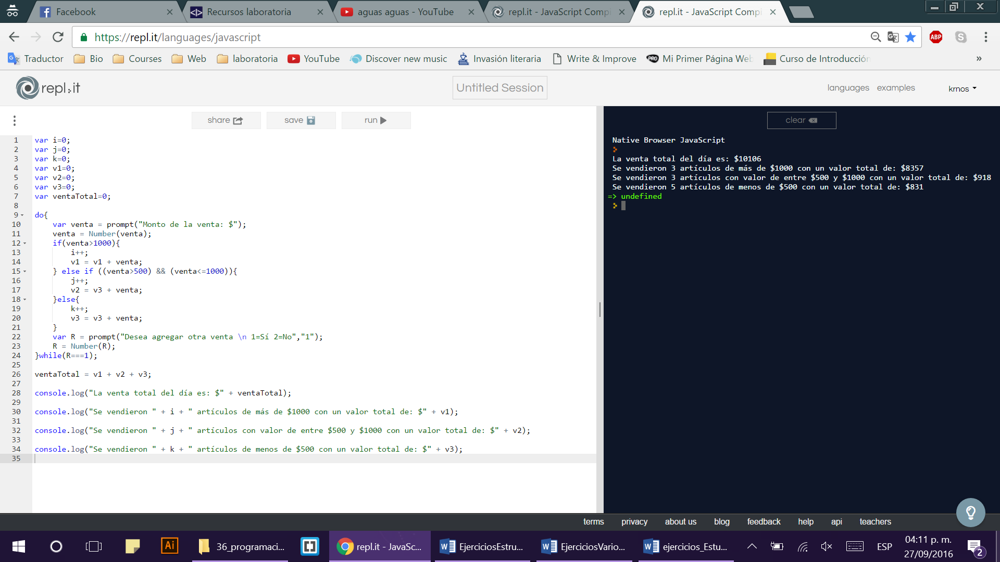 Facebook
Recursos laboratoria
aguas aguas - YouTube
repl.it - JavaScript Compi
repl.it - JavaScript Compi
https://repl.it/languages/javascript
ABP
S
Traductor
Bio
Courses
Web
laboratoria
YouTube
Discover new music
Invasión literaria
Write & Improve
Mi Primer Página Web
Curso de Introducción
»
repl.it
Untitled Session
languages
examples
krnos
share
save
run
clear
1 var i=0;
2 var j=0;
3 var k=0;
4 var v1=0;
5 var v2=0;
6 var v3=0;
7 var ventaTotal=0;
8
9 do{
10 var venta = prompt("Monto de la venta: $");
11 venta = Number(venta);
12 if(venta>1000){
13 i++;
14 v1 = v1 + venta;
15 } else if ((venta>500) && (venta<=1000)){
16 j++;
17 v2 = v3 + venta;
18 }else{
19 k++;
20 v3 = v3 + venta;
21 }
22 var R = prompt("Desea agregar otra venta \n 1=Sí 2=No","1");
23 R = Number(R);
24 }while(R===1);
25
26 ventaTotal = v1 + v2 + v3;
27
28 console.log("La venta total del día es: $" + ventaTotal);
29
30 console.log("Se vendieron " + i + " artículos de más de $1000 con un valor total de: $" + v1);
31
32 console.log("Se vendieron " + j + " artículos con valor de entre $500 y $1000 con un valor total de: $" + v2);
33
34 console.log("Se vendieron " + k + " artículos de menos de $500 con un valor total de: $" + v3);
35
Native Browser JavaScript
La venta total del día es: $10106
Se vendieron 3 artículos de más de $1000 con un valor total de: $8357
Se vendieron 3 artículos con valor de entre $500 y $1000 con un valor total de: $918
Se vendieron 5 artículos de menos de $500 con un valor total de: $831
=> undefined
terms
privacy
about us
blog
feedback
help
api
teachers
Ai
36_programaci...
repl.it - JavaSc...
EjerciciosEstru...
EjerciciosVario...
ejercicios_Estu...
ESP
04:11 p. m.
27/09/2016
2